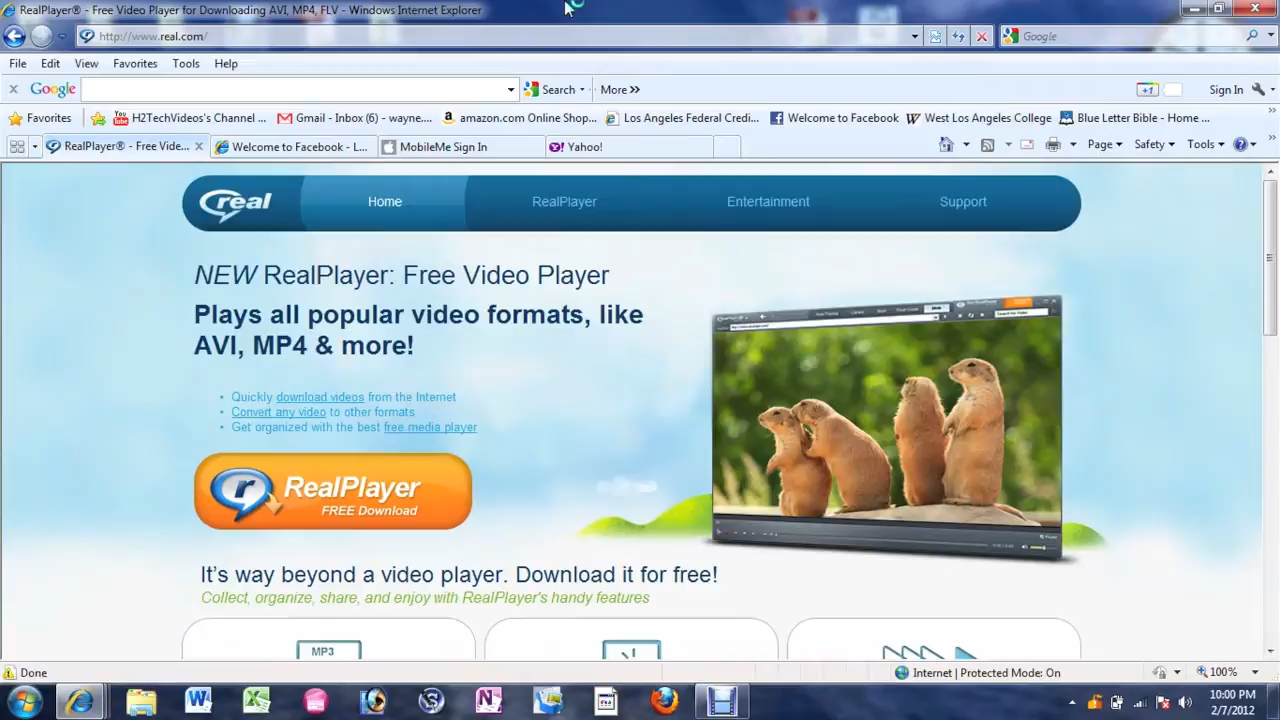 RealPlayer® - Free Video Player for Downloading AVI, MP4, FLV - Windows Internet Explorer
http://www.real.com/
Google
File Edit View Favorites Tools Help
x Google Search More »
+1 Sign In
Favorites H2TechVideos's Channel ... Gmail - Inbox (6) - wayne.... amazon.com Online Shop... Los Angeles Federal Credi... Welcome to Facebook West Los Angeles College Blue Letter Bible - Home ...
RealPlayer® - Free Vide... x Welcome to Facebook - L... MobileMe Sign In Yahoo!
Page Safety Tools
real Home RealPlayer Entertainment Support
NEW RealPlayer: Free Video Player
Plays all popular video formats, like
AVI, MP4 & more!
• Quickly download videos from the Internet
• Convert any video to other formats
• Get organized with the best free media player
r RealPlayer
FREE Download
It's way beyond a video player. Download it for free!
Collect, organize, share, and enjoy with RealPlayer's handy features
MP3
Done
Internet | Protected Mode: On
100%
10:00 PM
2/7/2012